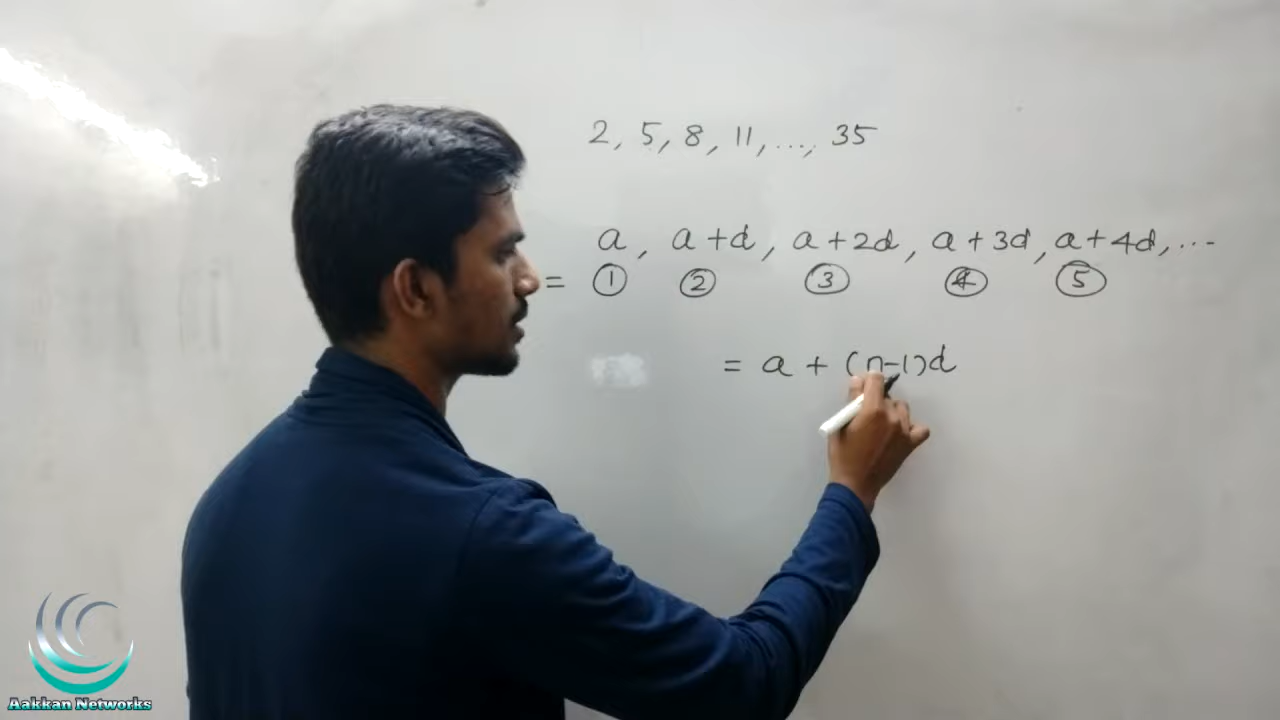 2, 5, 8, 11, ..., 35
a, a+d, a+2d, a+3d, a+4d, ...
= ① ② ③ ④ ⑤
= a + (n-1)d
Aakkan Networks